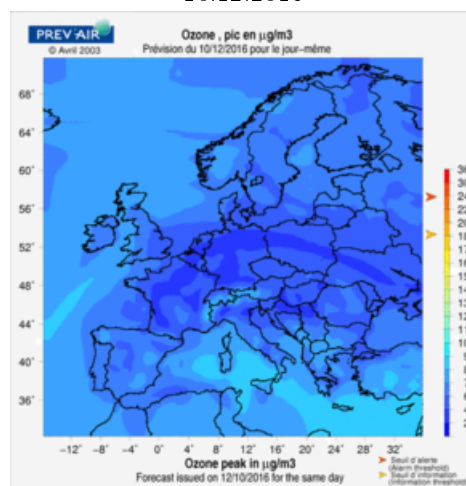 PREV'AIR
© Avril 2003
Ozone , pic en µg/m3
Prévision du 10/12/2016 pour le jour-même
68°
64°
60°
56°
52°
48°
44°
40°
36°
-12° -8° -4° 0° 4° 8° 12° 16° 20° 24° 28° 32°
Ozone peak in µg/m3
Forecast issued on 12/10/2016 for the same day
Seuil d'alerte
(Alarm threshold)
Seuil d'information
(Information threshold)